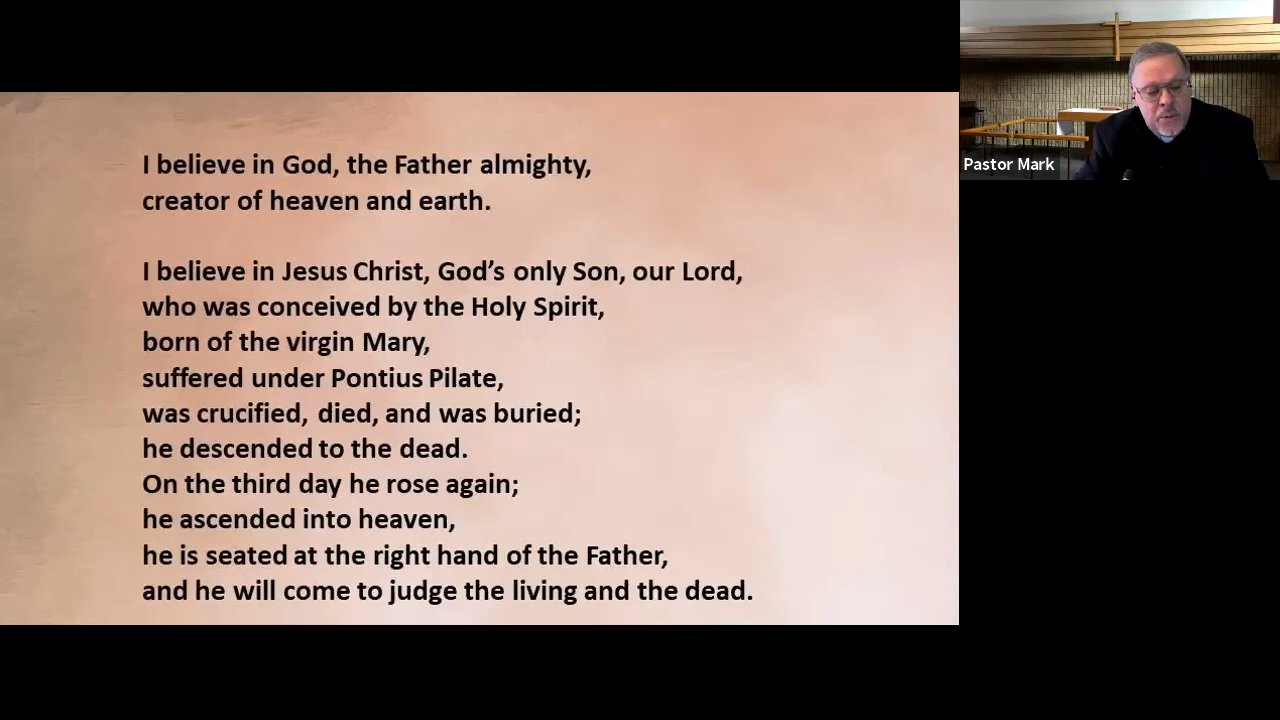 I believe in God, the Father almighty,
creator of heaven and earth.
I believe in Jesus Christ, God’s only Son, our Lord,
who was conceived by the Holy Spirit,
born of the virgin Mary,
suffered under Pontius Pilate,
was crucified, died, and was buried;
he descended to the dead.
On the third day he rose again;
he ascended into heaven,
he is seated at the right hand of the Father,
and he will come to judge the living and the dead.
Pastor Mark